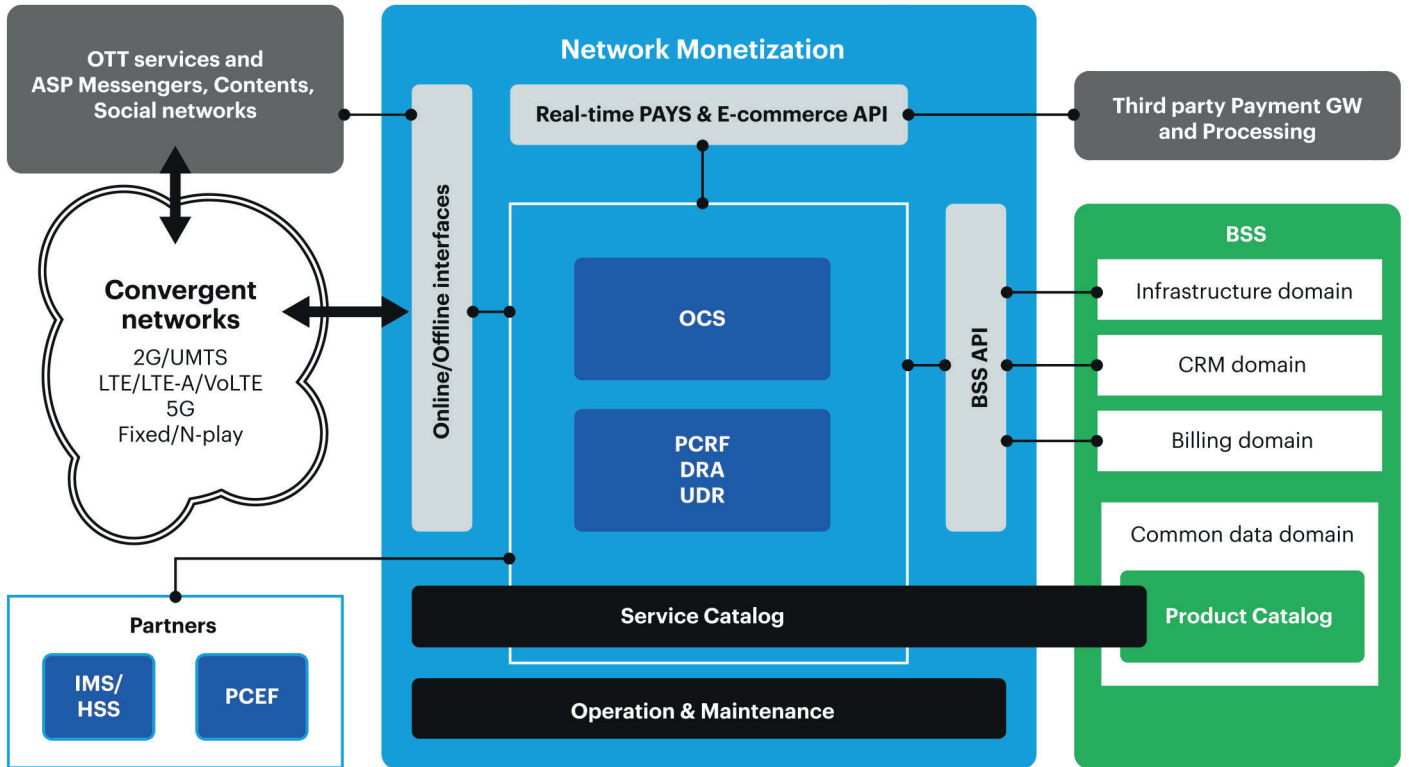 OTT services and
ASP Messengers, Contents,
Social networks
Network Monetization
Real-time PAYS & E-commerce API
Third party Payment GW
and Processing
Convergent
networks
2G/UMTS
LTE/LTE-A/VoLTE
5G
Fixed/N-play
Online/Offline interfaces
OCS
PCRF
DRA
UDR
BSS API
BSS
Infrastructure domain
CRM domain
Billing domain
Common data domain
Product Catalog
Service Catalog
Operation & Maintenance
Partners
IMS/
HSS
PCEF